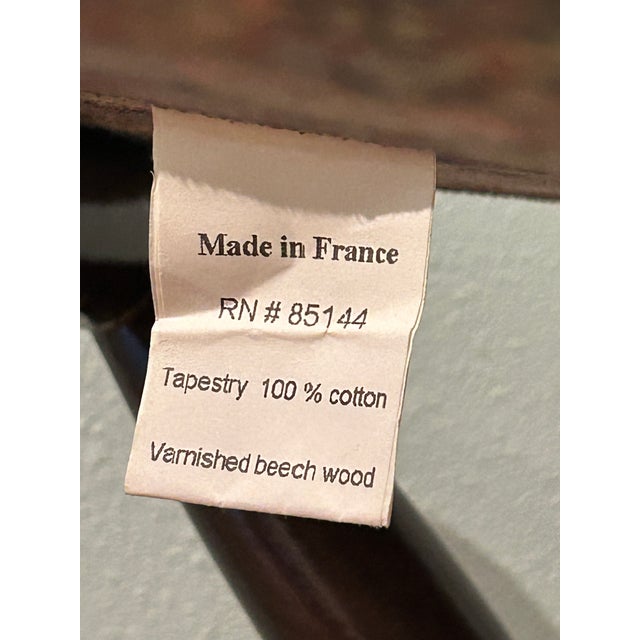 Made in France
RN # 85144
Tapestry 100 % cotton
Varnished beech wood